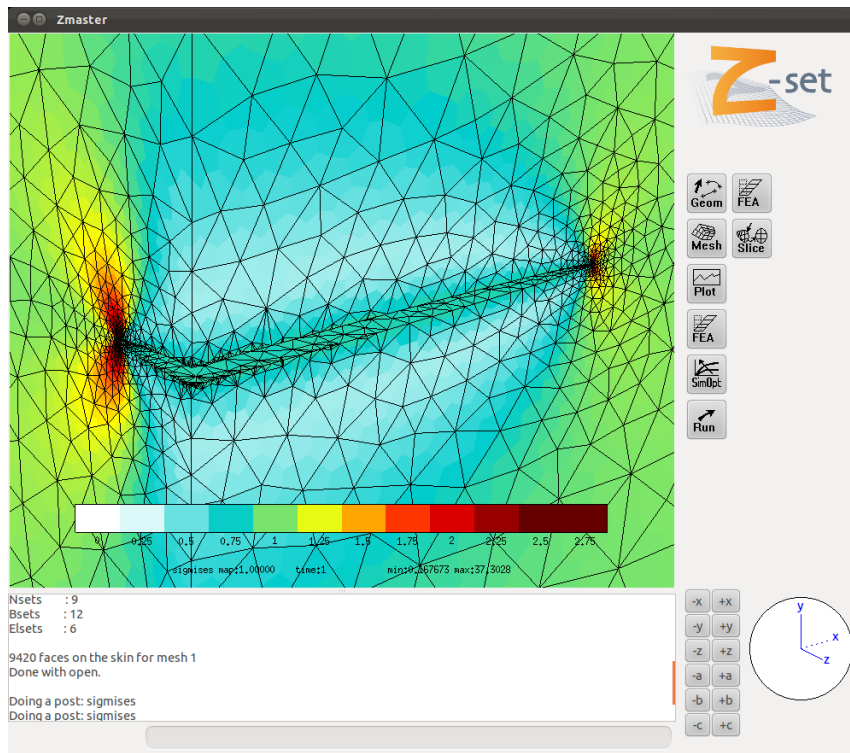 Zmaster
Z-set
Geom FEA
Mesh Slice
Plot
FEA
SimOpt
Run
0 0.25 0.5 0.75 1 1.25 1.5 1.75 2 2.25 2.5 2.75
sigmises map:1.00000 time:1 min:0.167673 max:37.3028
Nsets : 9
Bsets : 12
Elsets : 6
9420 faces on the skin for mesh 1
Done with open.
Doing a post: sigmises
Doing a post: sigmises
-x +x
-y +y
-z +z
-a +a
-b +b
-c +c
y
x
z